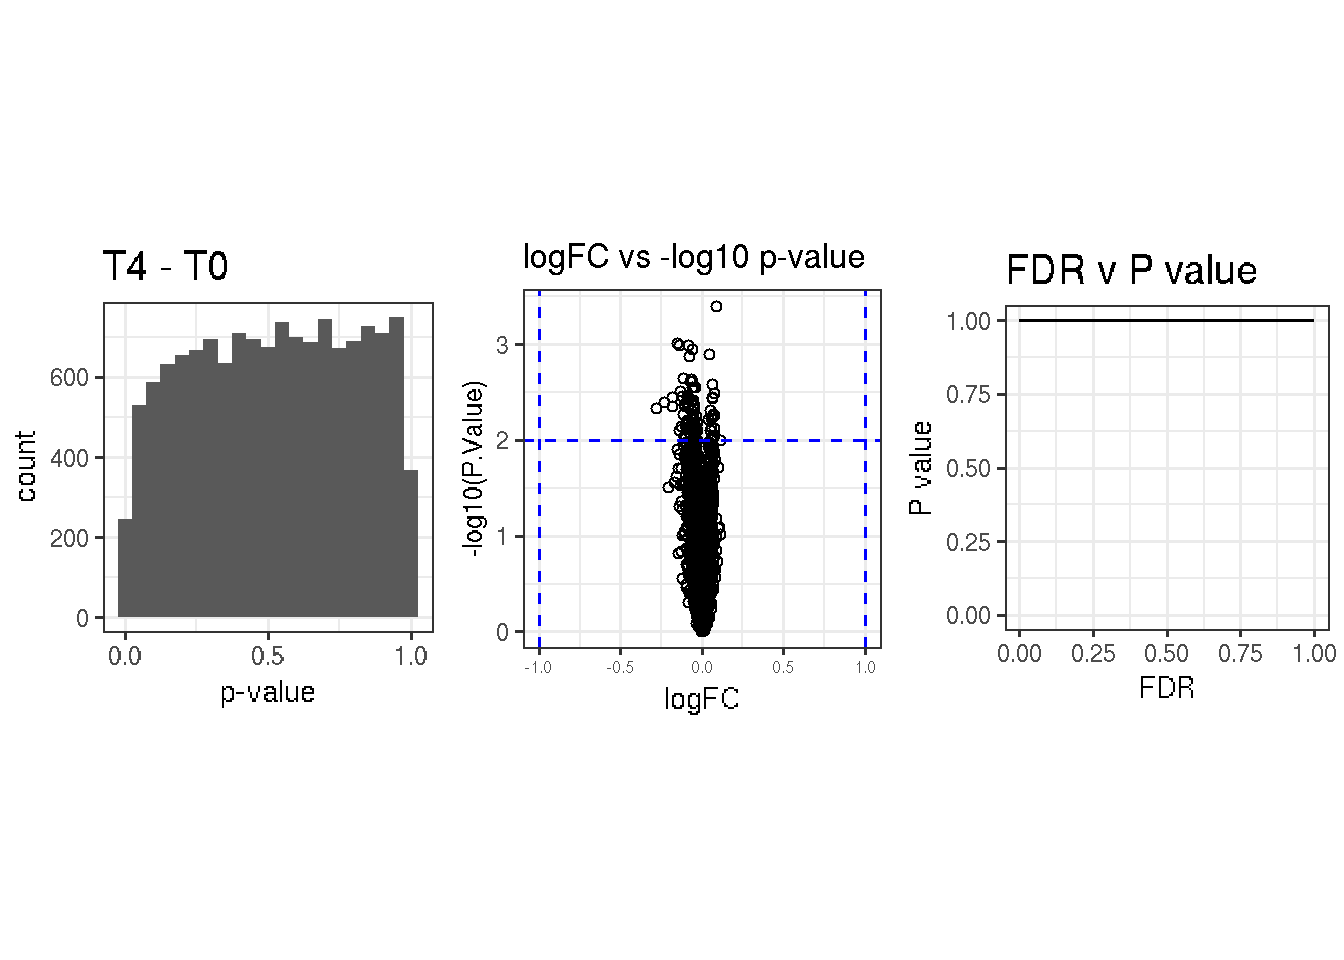 T4 - T0
count
600
400
200
0
0.0 0.5 1.0
p-value
logFC vs -log10 p-value
-log10(P.Value)
3
2
1
0
-1.0 -0.5 0.0 0.5 1.0
logFC
FDR v P value
P value
1.00
0.75
0.50
0.25
0.00
0.00 0.25 0.50 0.75 1.00
FDR